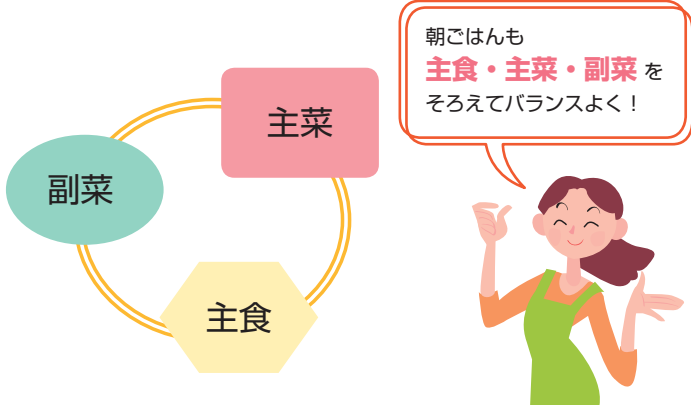 朝ごはんも
主食・主菜・副菜 を
そろえてバランスよく！
主菜
副菜
主食